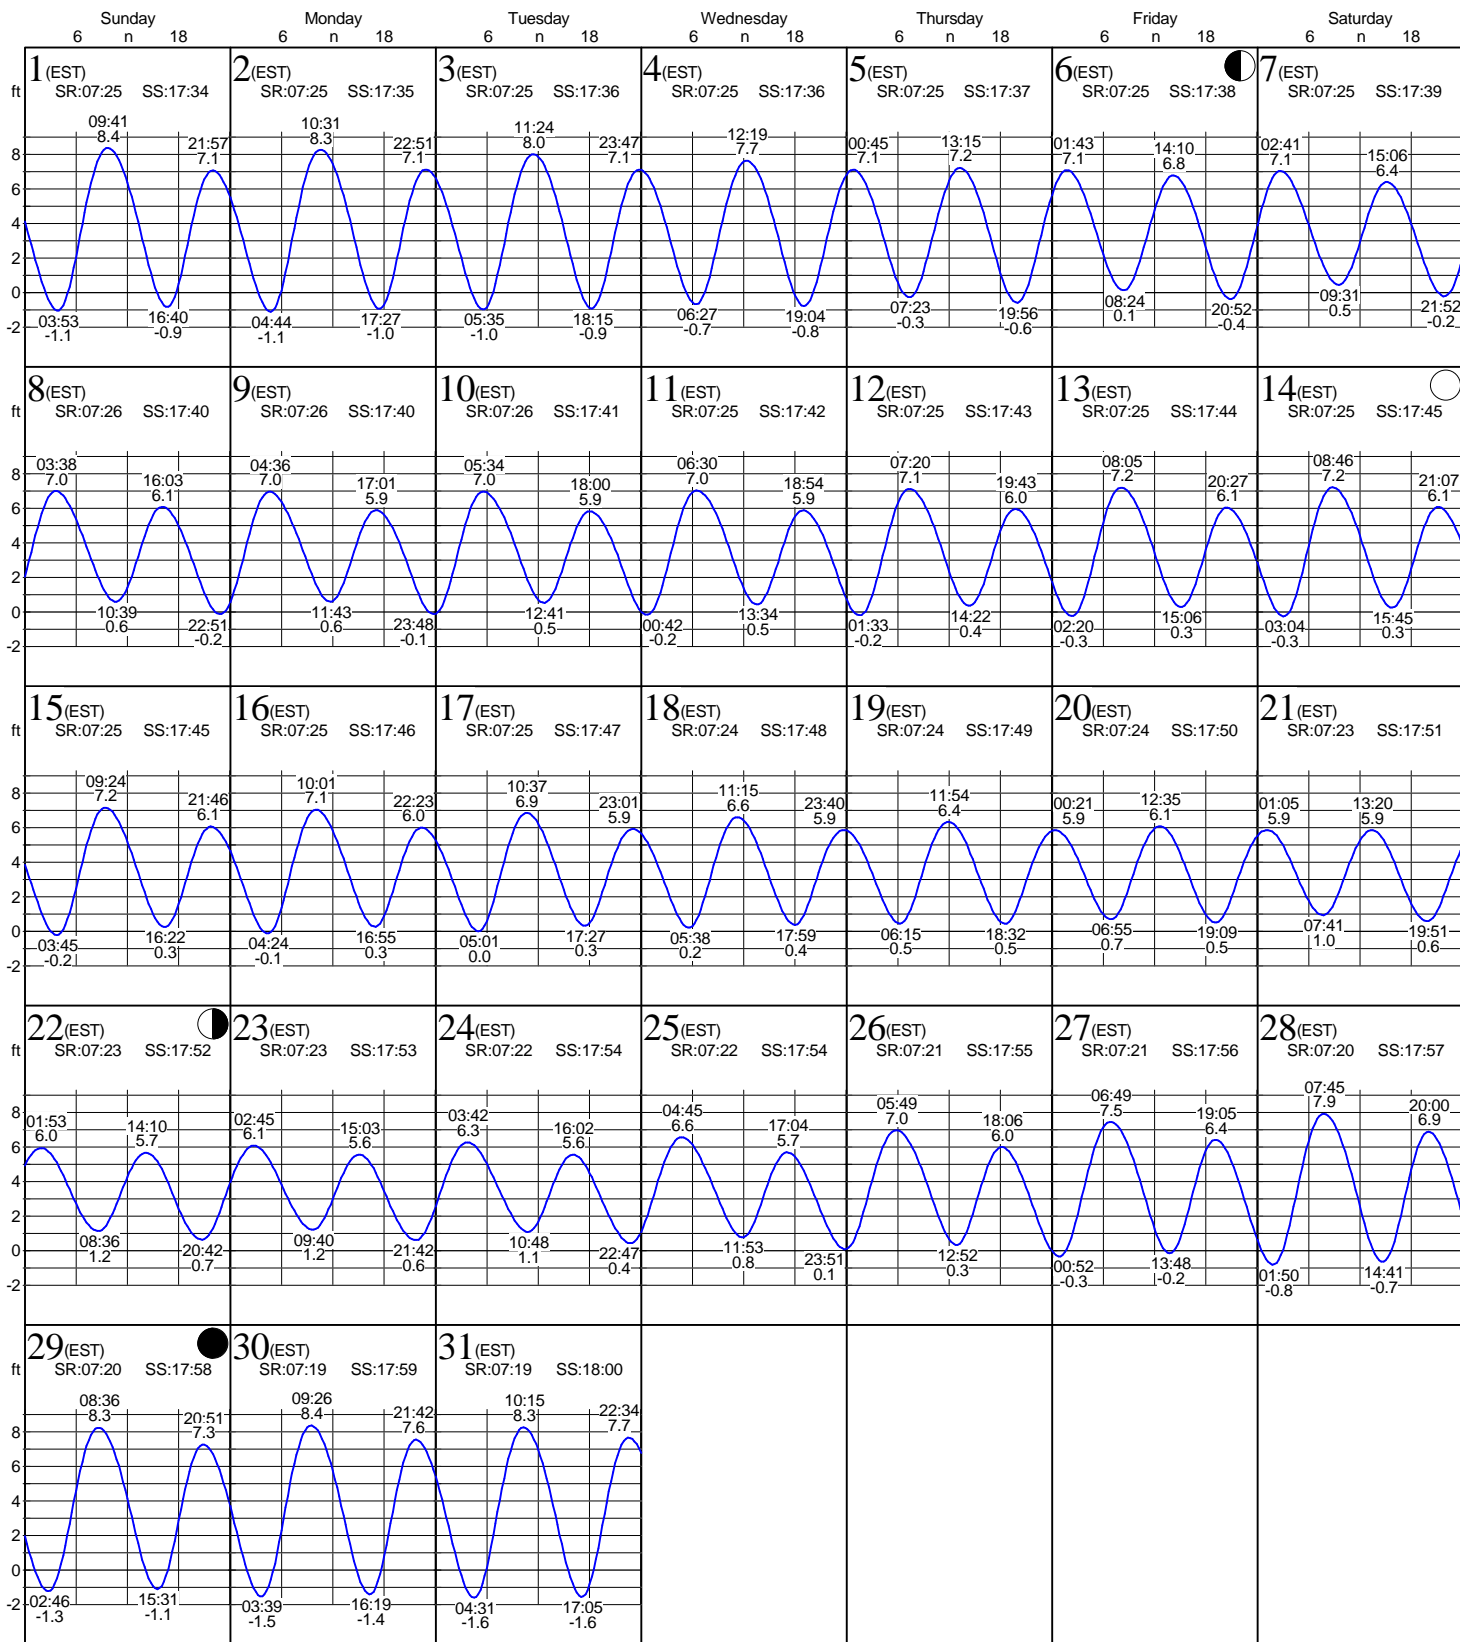 Sunday Monday Tuesday Wednesday Thursday Friday Saturday
6 n 18 6 n 18 6 n 18 6 n 18 6 n 18 6 n 18 6 n 18
1(EST) 2(EST) 3(EST) 4(EST) 5(EST) 6(EST) 7(EST)
ft SR:07:25 SS:17:34 SR:07:25 SS:17:35 SR:07:25 SS:17:36 SR:07:25 SS:17:36 SR:07:25 SS:17:37 SR:07:25 SS:17:38 SR:07:25 SS:17:39
09:41 21:57 10:31 22:51 11:24 23:47 12:19 00:45 13:15 01:43 14:10 02:41 15:06
8.4 7.1 8.3 7.1 8.0 7.1 7.7 7.1 7.2 7.1 6.8 7.1 6.4
8
6
4
2
0
-2
03:53 16:40 04:44 17:27 05:35 18:15 06:27 19:04 07:23 19:56 08:24 20:52 09:31 21:52
-1.1 -0.9 -1.1 -1.0 -1.0 -0.9 -0.7 -0.8 -0.3 -0.6 0.1 -0.4 0.5 -0.2
8(EST) 9(EST) 10(EST) 11(EST) 12(EST) 13(EST) 14(EST)
ft SR:07:26 SS:17:40 SR:07:26 SS:17:40 SR:07:26 SS:17:41 SR:07:25 SS:17:42 SR:07:25 SS:17:43 SR:07:25 SS:17:44 SR:07:25 SS:17:45
03:38 16:03 04:36 17:01 05:34 18:00 06:30 18:54 07:20 19:43 08:05 20:27 08:46 21:07
7.0 6.1 7.0 5.9 7.0 5.9 7.0 5.9 7.1 6.0 7.2 6.1 7.2 6.1
8
6
4
2
0
-2
10:39 22:51 11:43 23:48 12:41 00:42 13:34 01:33 14:22 02:20 15:06 03:04 15:45
0.6 -0.2 0.6 -0.1 0.5 -0.2 0.5 -0.2 0.4 -0.3 0.3 -0.3 0.3
15(EST) 16(EST) 17(EST) 18(EST) 19(EST) 20(EST) 21(EST)
ft SR:07:25 SS:17:45 SR:07:25 SS:17:46 SR:07:25 SS:17:47 SR:07:24 SS:17:48 SR:07:24 SS:17:49 SR:07:24 SS:17:50 SR:07:23 SS:17:51
09:24 21:46 10:01 22:23 10:37 23:01 11:15 23:40 11:54 00:21 12:35 01:05 13:20
7.2 6.1 7.1 6.0 6.9 5.9 6.6 5.9 6.4 5.9 6.1 5.9 5.9
8
6
4
2
0
-2
03:45 16:22 04:24 16:55 05:01 17:27 05:38 17:59 06:15 18:32 06:55 19:09 07:41 19:51
-0.2 0.3 -0.1 0.3 0.0 0.3 0.2 0.4 0.5 0.5 0.7 0.5 1.0 0.6
22(EST) 23(EST) 24(EST) 25(EST) 26(EST) 27(EST) 28(EST)
ft SR:07:23 SS:17:52 SR:07:23 SS:17:53 SR:07:22 SS:17:54 SR:07:22 SS:17:54 SR:07:21 SS:17:55 SR:07:21 SS:17:56 SR:07:20 SS:17:57
01:53 14:10 02:45 15:03 03:42 16:02 04:45 17:04 05:49 18:06 06:49 19:05 07:45 20:00
6.0 5.7 6.1 5.6 6.3 5.6 6.6 5.7 7.0 6.0 7.5 6.4 7.9 6.9
8
6
4
2
0
-2
08:36 20:42 09:40 21:42 10:48 22:47 11:53 23:51 12:52 00:52 13:48 01:50 14:41
1.2 0.7 1.2 0.6 1.1 0.4 0.8 0.1 0.3 -0.3 -0.2 -0.8 -0.7
29(EST) 30(EST) 31(EST)
ft SR:07:20 SS:17:58 SR:07:19 SS:17:59 SR:07:19 SS:18:00
08:36 20:51 09:26 21:42 10:15 22:34
8.3 7.3 8.4 7.6 8.3 7.7
8
6
4
2
0
-2
02:46 15:31 03:39 16:19 04:31 17:05
-1.3 -1.1 -1.5 -1.4 -1.6 -1.6